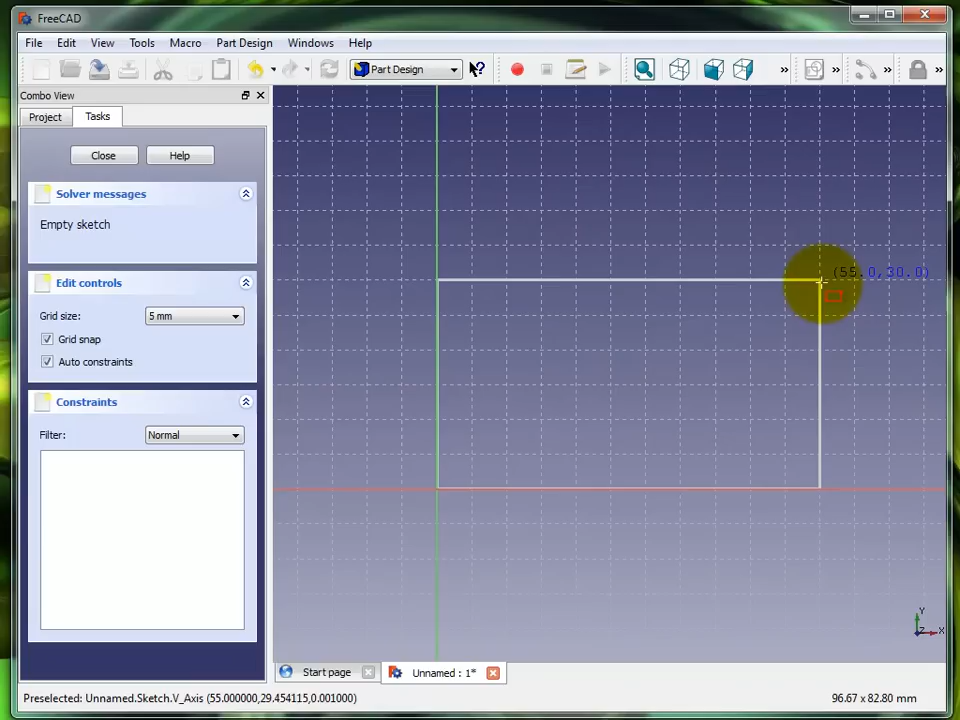 FreeCAD
File Edit View Tools Macro Part Design Windows Help
Part Design
Combo View
Project Tasks
Close Help
Solver messages
Empty sketch
Edit controls
Grid size: 5 mm
Grid snap
Auto constraints
Constraints
Filter: Normal
(55.0,30.0)
Y
Z X
Start page Unnamed : 1*
Preselected: Unnamed.Sketch.V_Axis (55.000000,29.454115,0.001000) 96.67 x 82.80 mm